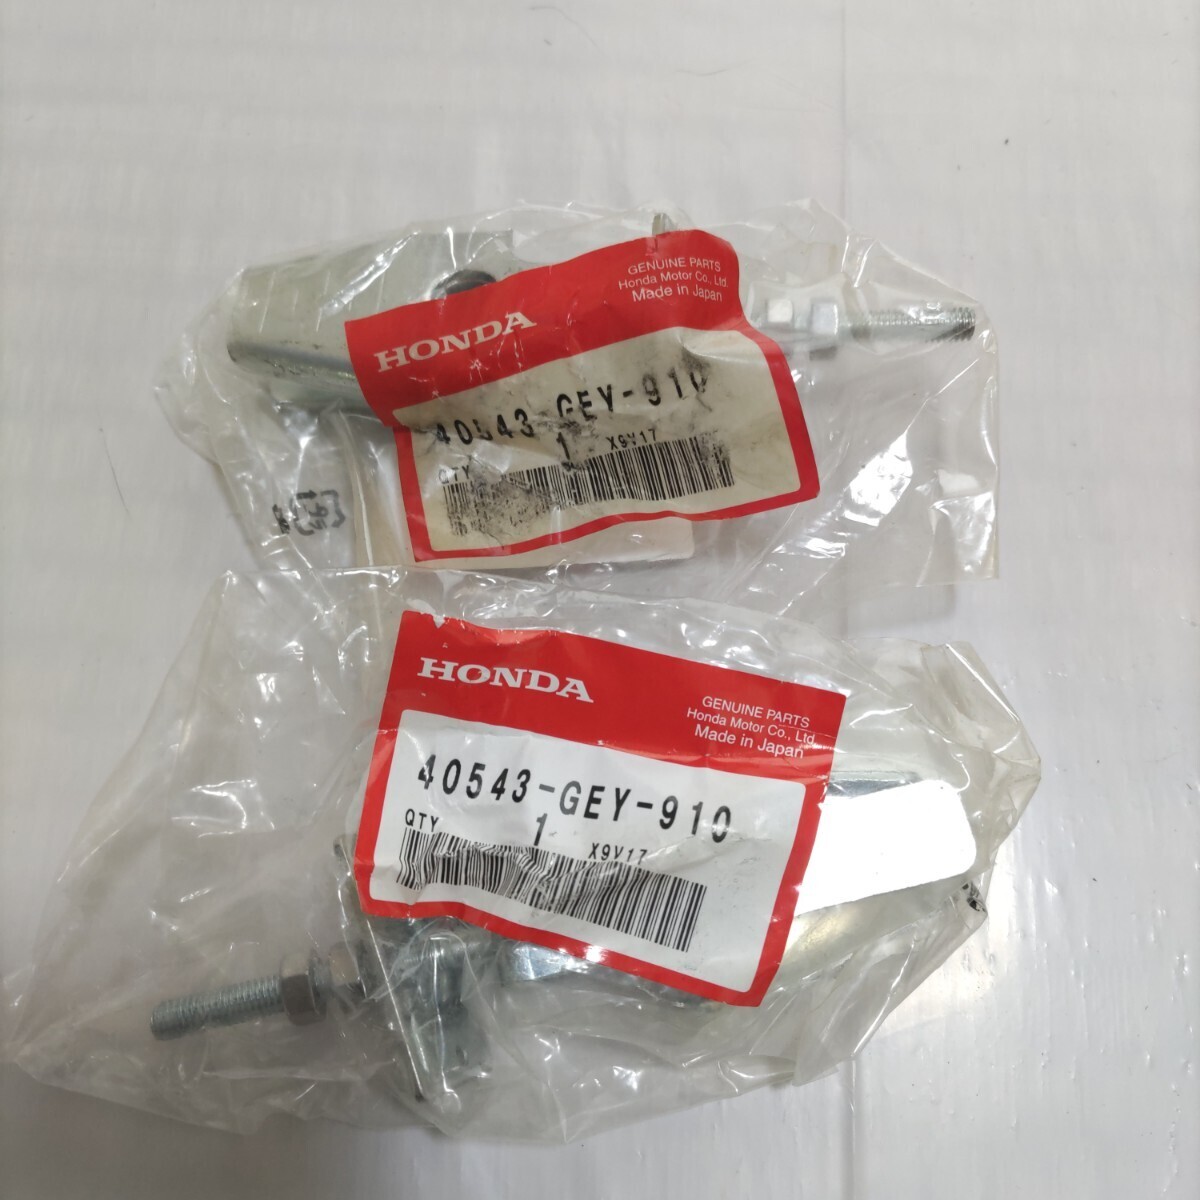 GENUINE PARTS
Honda Motor Co., Ltd.
Made in Japan
HONDA
40543-GEY-910
QTY 1 X9V17
HONDA
GENUINE PARTS
Honda Motor Co., Ltd.
Made in Japan
40543-GEY-910
QTY 1 X9V17